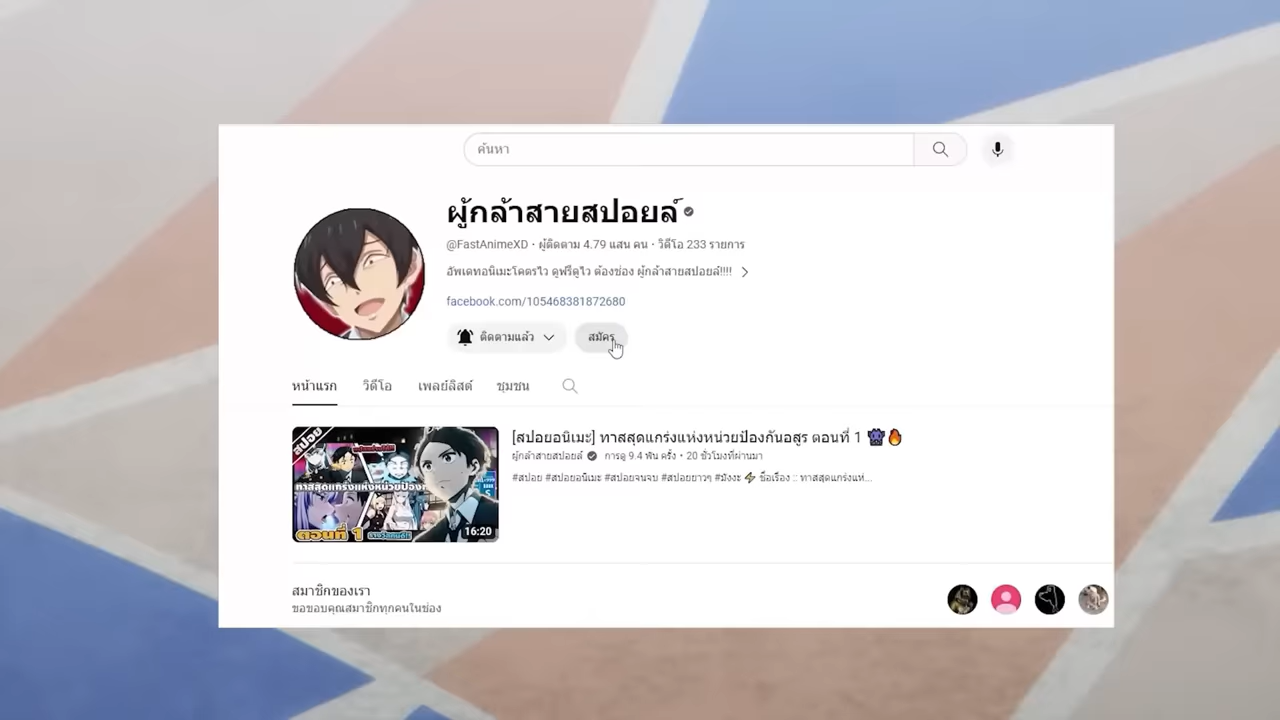 ค้นหา
ผู้กล้าสายสปอยล์
@FastAnimeXD · ผู้ติดตาม 4.79 แสน คน · วิดีโอ 233 รายการ
อัพเดทอนิเมะโคตรไว ดูฟรีดูไว ต้องช่อง ผู้กล้าสายสปอยล์!!!!
facebook.com/105468381872680
ติดตามแล้ว
สมัคร
หน้าแรก วิดีโอ เพลย์ลิสต์ ชุมชน
สปอย
ทาสสุดแกร่งแห่งหน่วยป้องกัน
ตอนที่ 1
16:20
[สปอยอนิเมะ] ทาสสุดแกร่งแห่งหน่วยป้องกันอสูร ตอนที่ 1 👿🔥
ผู้กล้าสายสปอยล์ การดู 9.4 พัน ครั้ง · 20 ชั่วโมงที่ผ่านมา
#สปอย #สปอยอนิเมะ #สปอยจนจบ #สปอยยาวๆ #มังงะ ⚡ ชื่อเรื่อง :: ทาสสุดแกร่งแห่...
สมาชิกของเรา
ขอขอบคุณสมาชิกทุกคนในช่อง